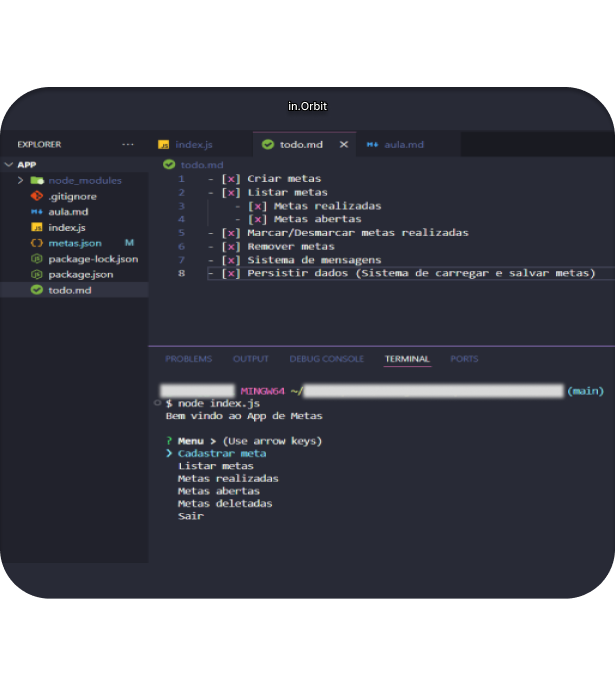 in.Orbit
EXPLORER ···
index.js
todo.md
aula.md
APP
todo.md
node_modules
.gitignore
aula.md
index.js
metas.json M
package-lock.json
package.json
todo.md
1 - [x] Criar metas
2 - [x] Listar metas
3 - [x] Metas realizadas
4 - [x] Metas abertas
5 - [x] Marcar/Desmarcar metas realizadas
6 - [x] Remover metas
7 - [x] Sistema de mensagens
8 - [x] Persistir dados (Sistema de carregar e salvar metas)
PROBLEMS OUTPUT DEBUG CONSOLE TERMINAL PORTS
MINGW64 ~/ (main)
$ node index.js
Bem vindo ao App de Metas
? Menu > (Use arrow keys)
❯ Cadastrar meta
Listar metas
Metas realizadas
Metas abertas
Metas deletadas
Sair